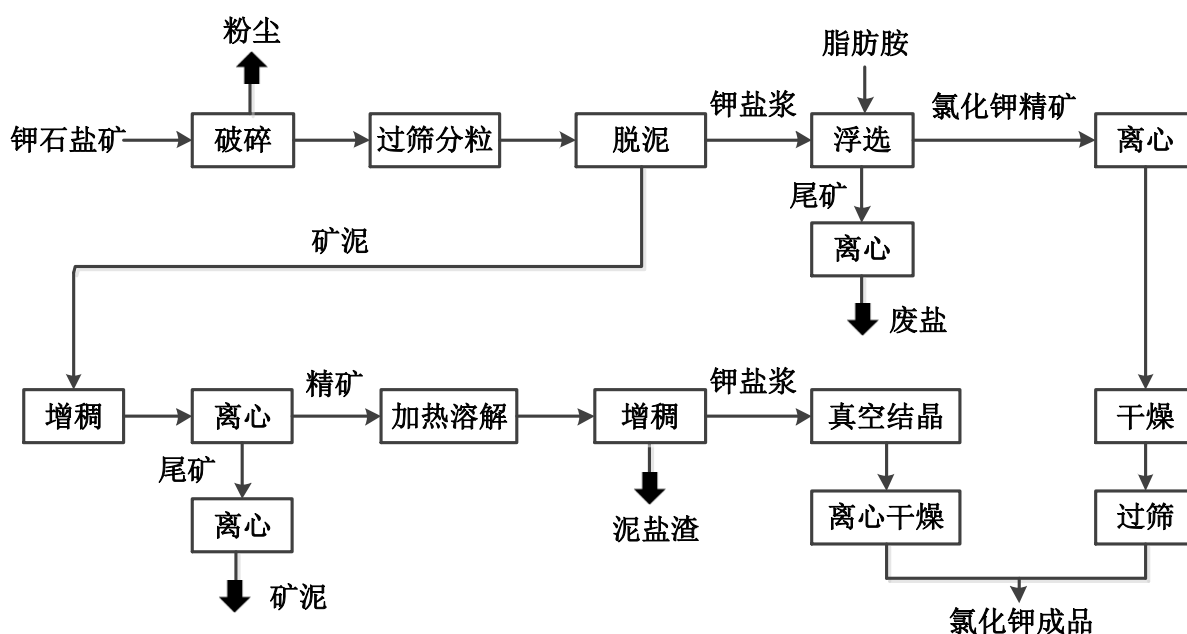 粉尘
脂肪胺
钾石盐矿
破碎
过筛分粒
脱泥
钾盐浆
浮选
氯化钾精矿
离心
尾矿
离心
废盐
矿泥
增稠
离心
精矿
加热溶解
增稠
钾盐浆
真空结晶
干燥
尾矿
离心
矿泥
泥盐渣
离心干燥
过筛
氯化钾成品